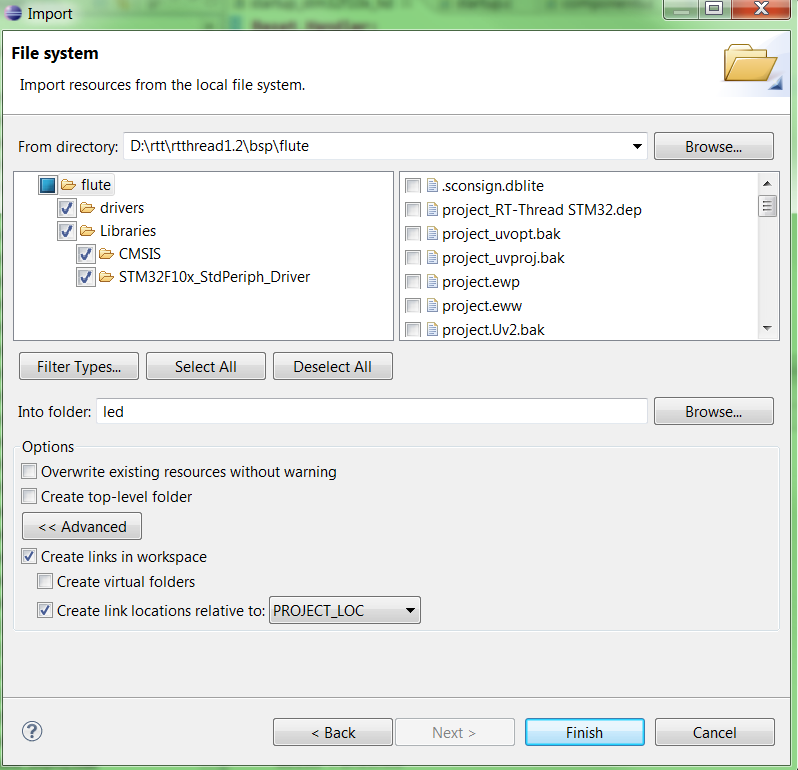 Import
File system
Import resources from the local file system.
From directory: D:\rtt\rtthread1.2\bsp\flute Browse...
flute
drivers
Libraries
CMSIS
STM32F10x_StdPeriph_Driver
.sconsign.dblite
project_RT-Thread STM32.dep
project_uvopt.bak
project_uvproj.bak
project.ewp
project.eww
project.Uv2.bak
Filter Types... Select All Deselect All
Into folder: led Browse...
Options
Overwrite existing resources without warning
Create top-level folder
<< Advanced
Create links in workspace
Create virtual folders
Create link locations relative to: PROJECT_LOC
? < Back Next > Finish Cancel